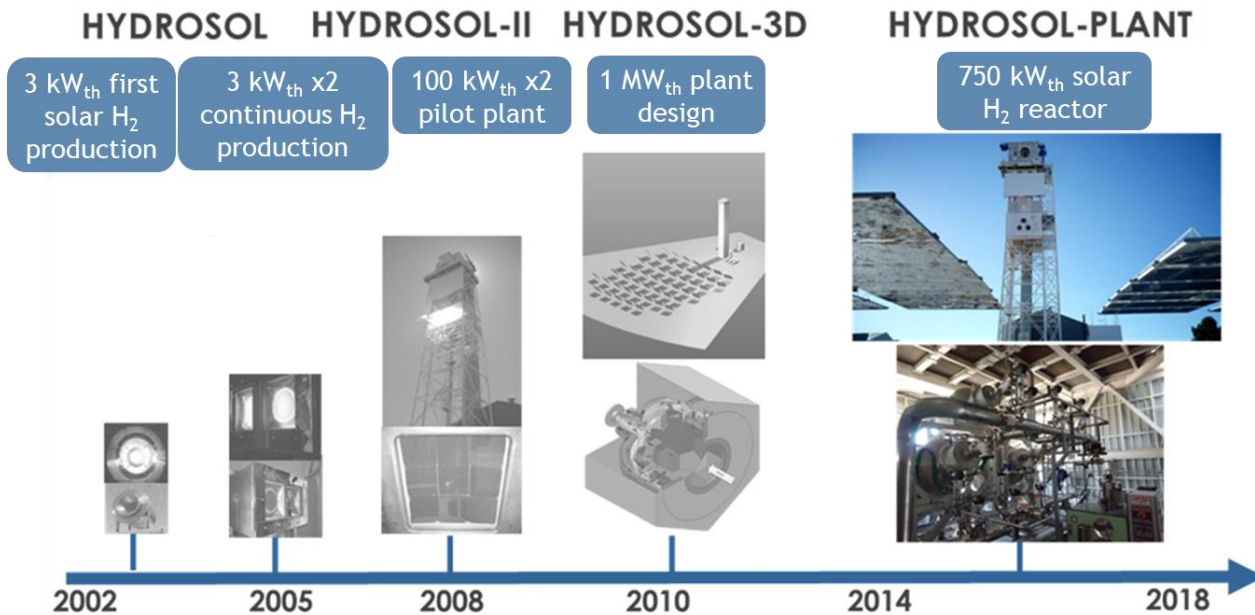 HYDROSOL HYDROSOL-II HYDROSOL-3D HYDROSOL-PLANT
3 kWth first
solar H2
production
3 kWth x2
continuous H2
production
100 kWth x2
pilot plant
1 MWth plant
design
750 kWth solar
H2 reactor
2002 2005 2008 2010 2014 2018